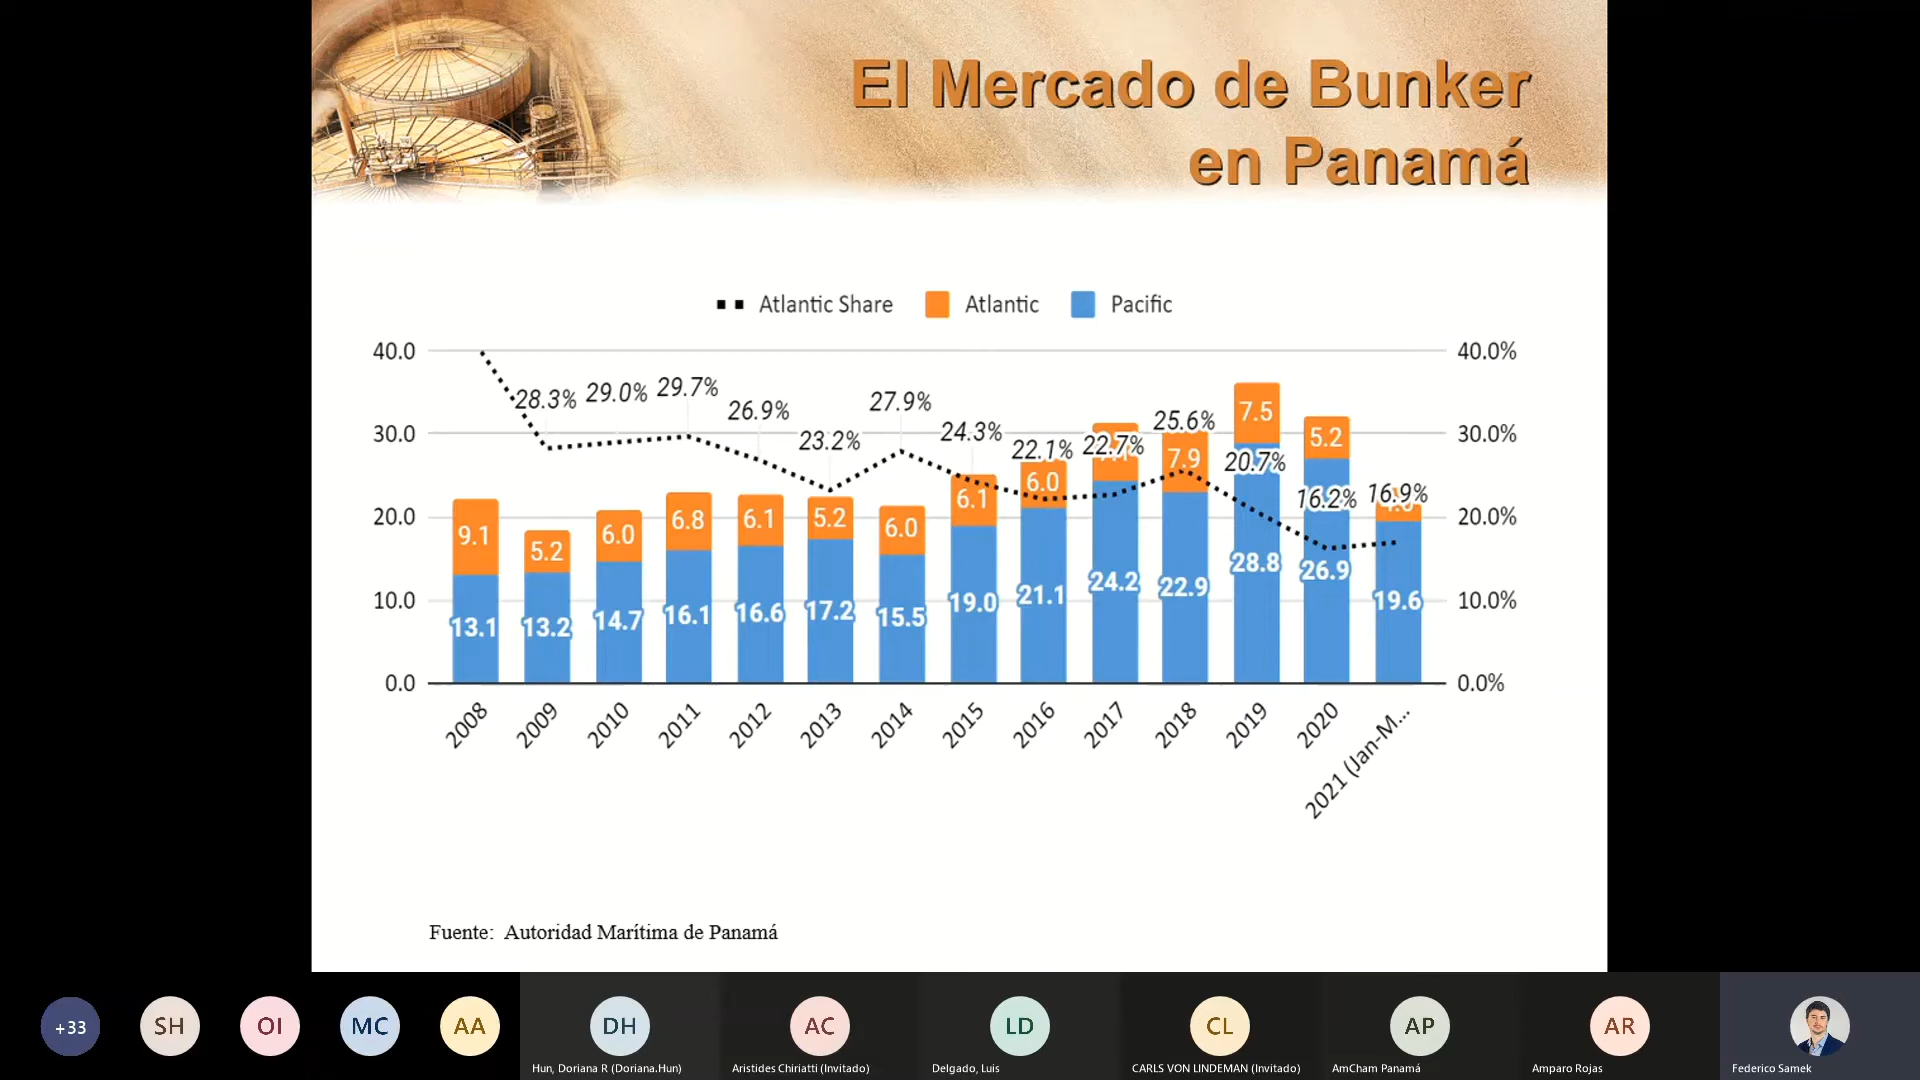 El Mercado de Bunker
en Panamá
Atlantic Share Atlantic Pacific
40.0 40.0%
28.3% 29.0% 29.7% 26.9% 23.2% 27.9% 24.3% 22.1% 22.7% 25.6% 20.7% 16.2% 16.9%
30.0 30.0%
9.1 5.2 6.0 6.8 6.1 5.2 6.0 6.1 6.0 7.9 7.5 5.2
20.0 20.0%
13.1 13.2 14.7 16.1 16.6 17.2 15.5 19.0 21.1 24.2 22.9 28.8 26.9 19.6
10.0 10.0%
0.0 0.0%
2008 2009 2010 2011 2012 2013 2014 2015 2016 2017 2018 2019 2020 2021 (Jan-M...
Fuente: Autoridad Marítima de Panamá
+33 SH OI MC AA DH AC LD CL AP AR
Hun, Doriana R (Doriana.Hun) Aristides Chiriatti (Invitado) Delgado, Luis CARLS VON LINDEMAN (Invitado) AmCham Panamá Amparo Rojas Federico Samek